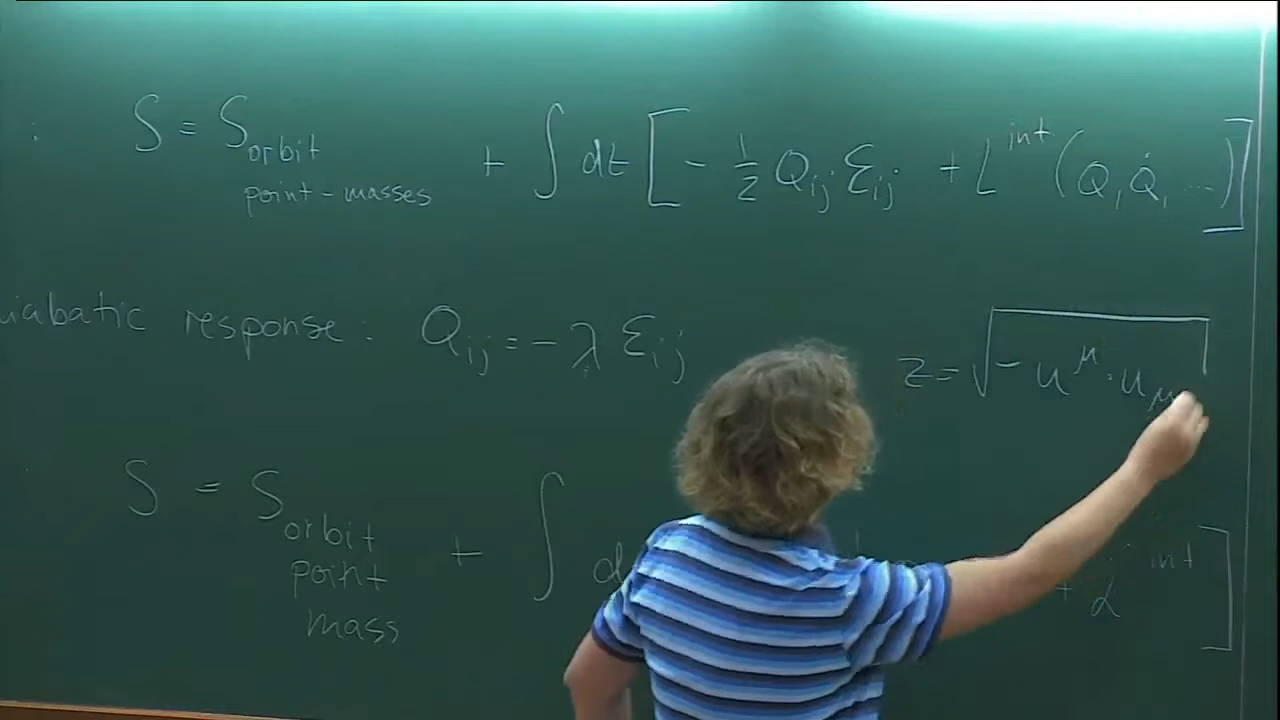 : S = S_orbit point-masses + ∫ dt [ - 1/2 Q_ij ℰ_ij + L^int (Q, Q̇, ...) ]
iabatic response: Q_ij = - λ ℰ_ij
z = √(- u^μ · u_μ)
S = S_orbit point mass + ∫ d + ℒ^int ]